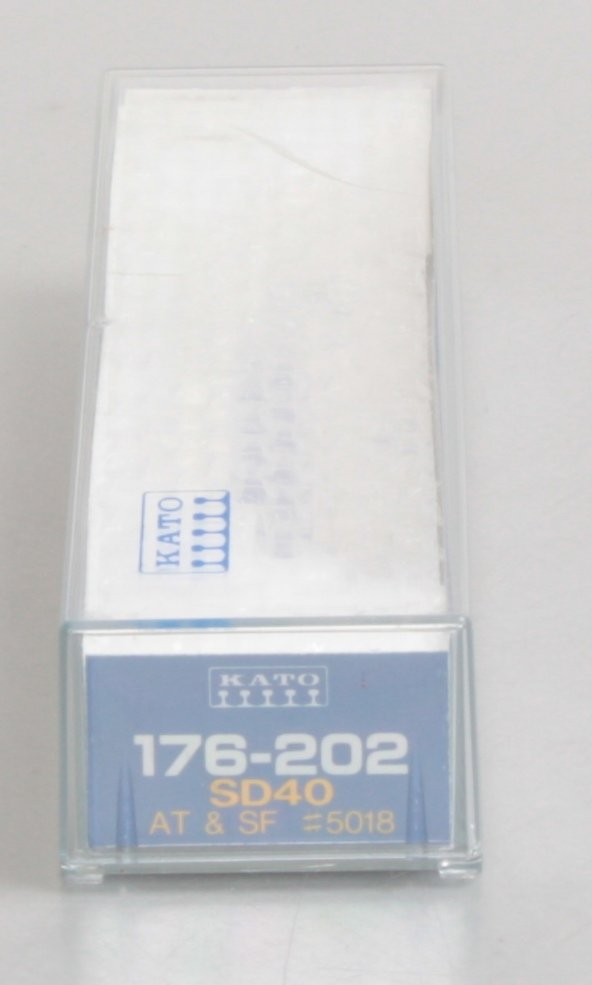 KATO
KATO
176-202
SD40
AT & SF #5018